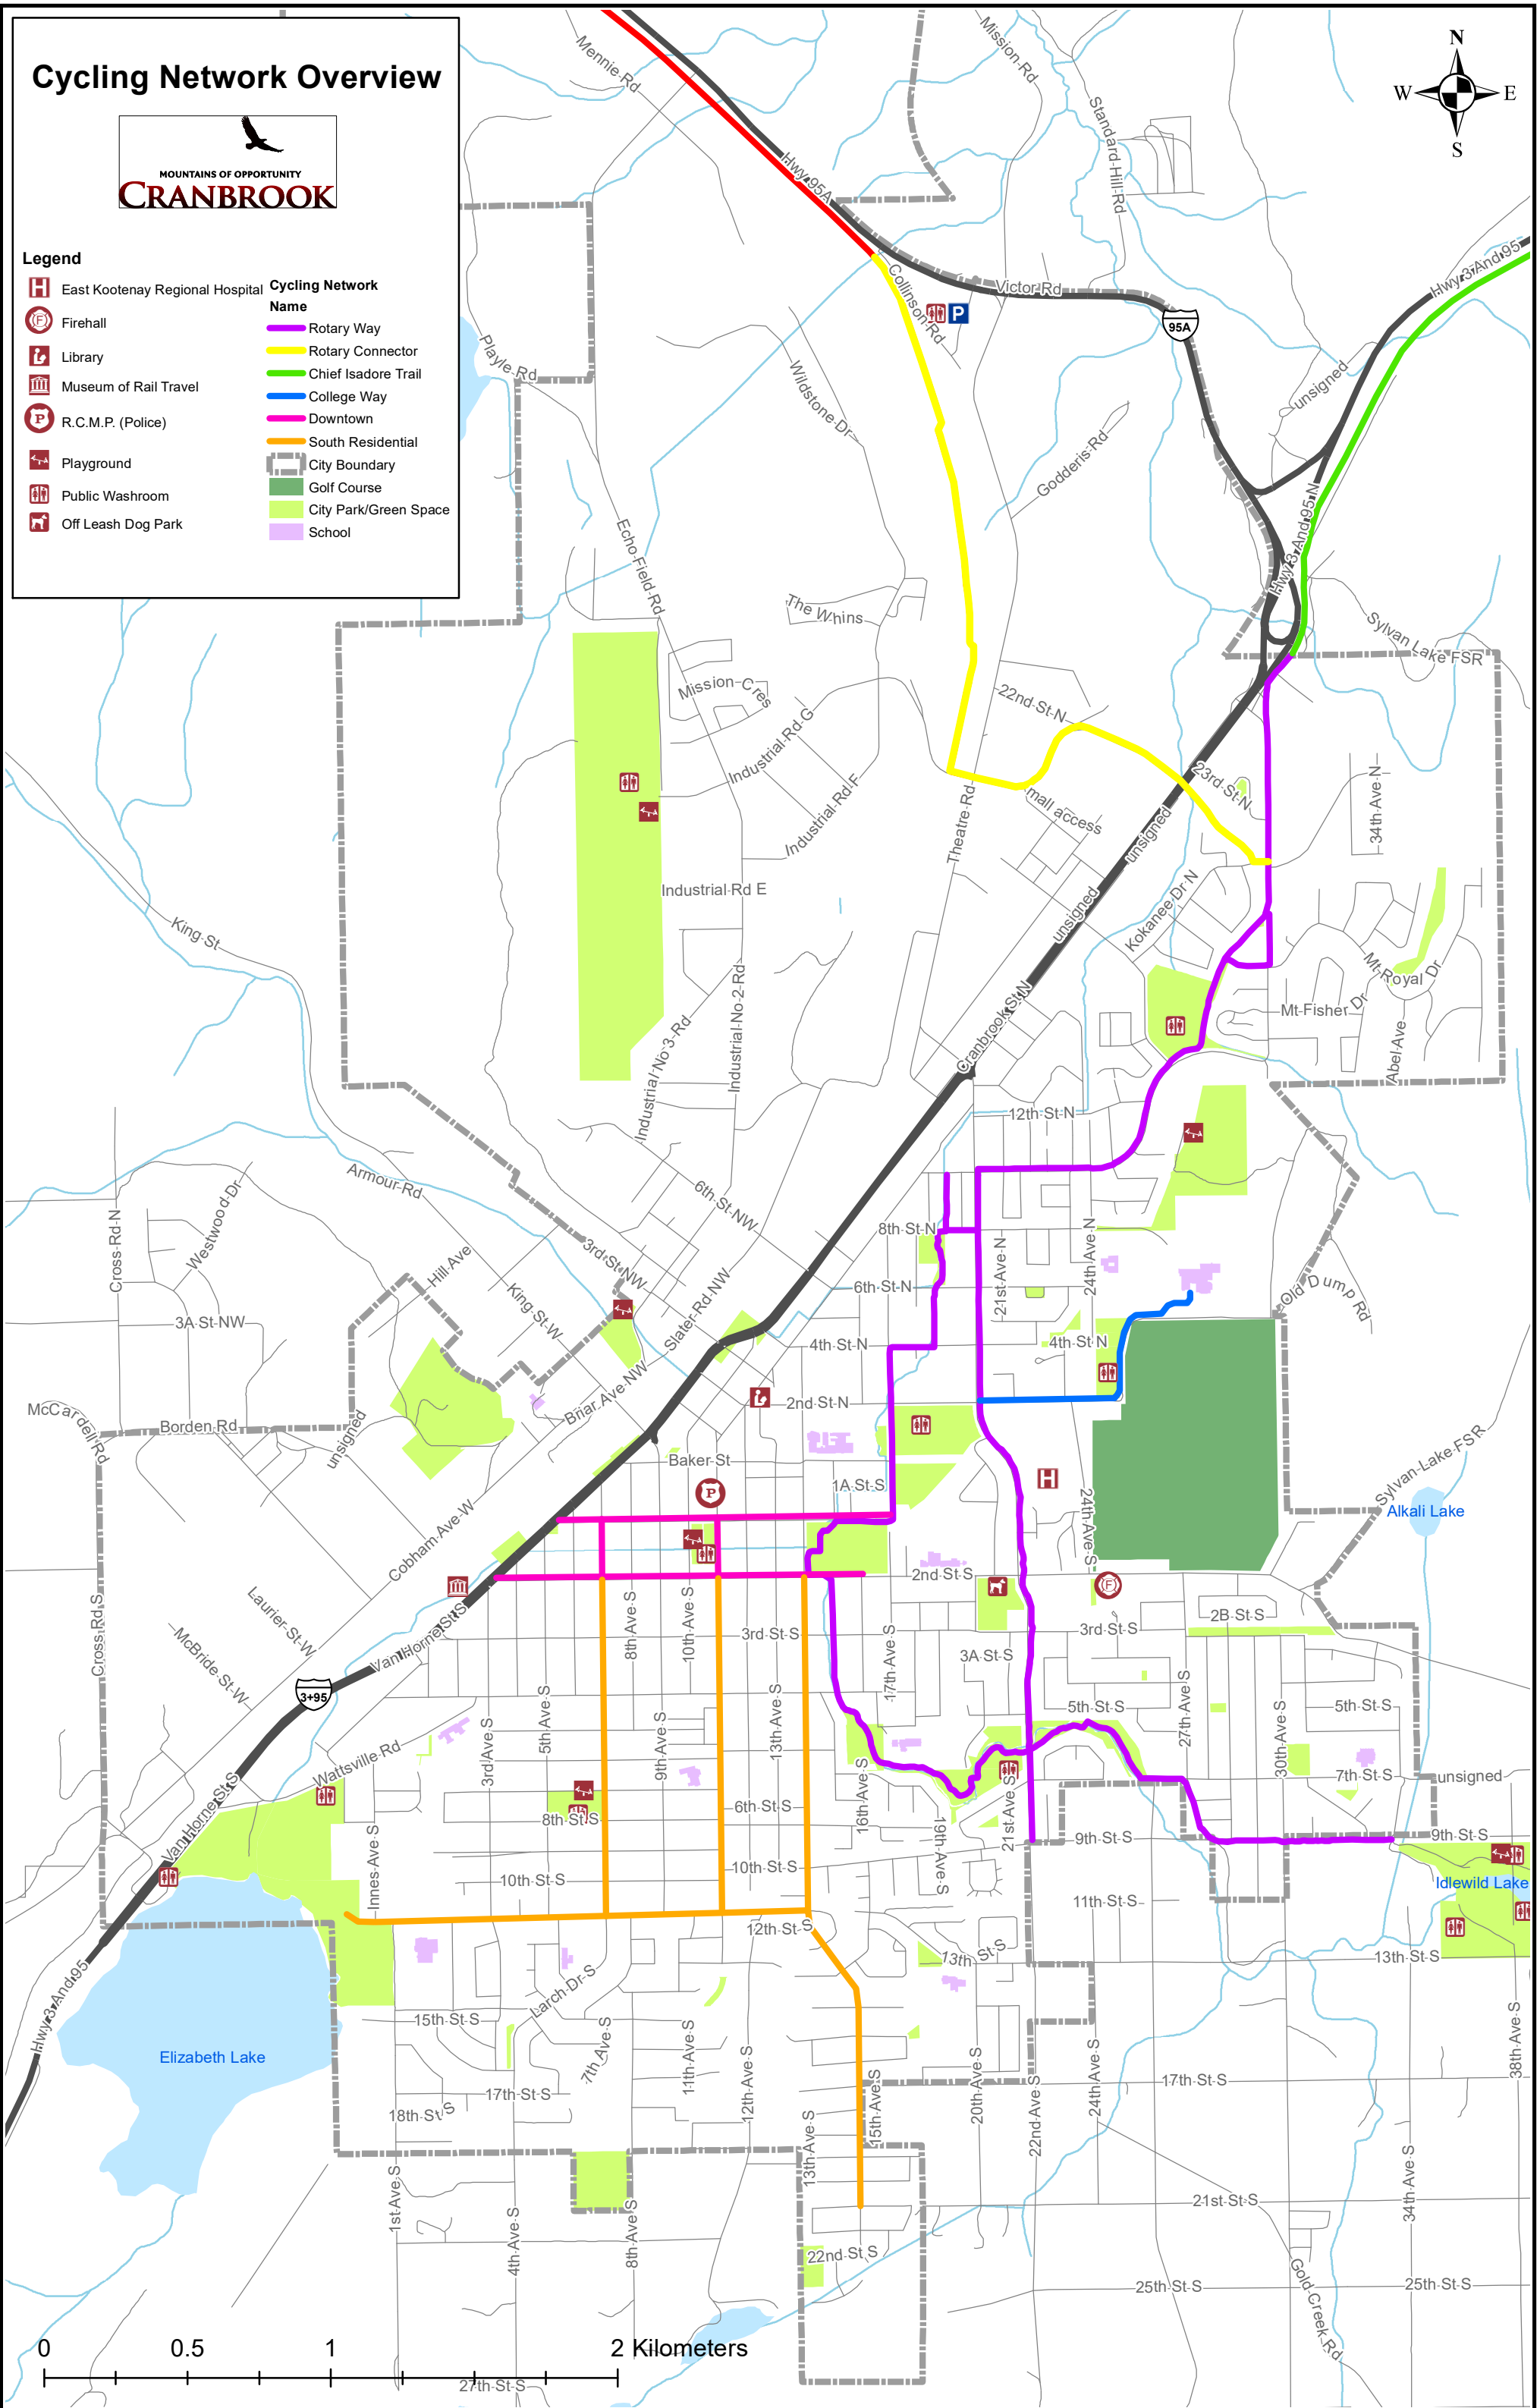 Cycling Network Overview
MOUNTAINS OF OPPORTUNITY
CRANBROOK
Legend
East Kootenay Regional Hospital
Firehall
Library
Museum of Rail Travel
R.C.M.P. (Police)
Playground
Public Washroom
Off Leash Dog Park
Cycling Network
Name
Rotary Way
Rotary Connector
Chief Isadore Trail
College Way
Downtown
South Residential
City Boundary
Golf Course
City Park/Green Space
School
N
W E
S
Mennie Rd
Mission Rd
Standard Hill Rd
Hwy 95A
Collinson Rd
P
Victor Rd
95A
Hwy 3 And 95
unsigned
Playle Rd
Wildstone Dr
Godderis Rd
Hwy 3 And 95 N
Echo Field Rd
The Whins
Sylvan Lake FSR
Mission Cres
22nd St N
Industrial Rd G
Industrial Rd F
23rd St N
mall access
unsigned
Theatre Rd
34th Ave N
Industrial Rd E
unsigned
Kokanee Dr N
King St
Mt Royal Dr
Mt Fisher Dr
Abel Ave
Cranbrook St N
Industrial No 3 Rd
Industrial No 2 Rd
12th St N
Armour Rd
Westwood Dr
Cross Rd N
6th St NW
8th St N
21st Ave N
24th Ave N
3rd St NW
Hill Ave
6th St N
Old Dump Rd
King St W
Slater Rd NW
3A St NW
4th St N
4th St N
Briar Ave NW
2nd St N
McCardell Rd
Borden Rd
unsigned
Baker St
1A St S
H
24th Ave S
Sylvan Lake FSR
Alkali Lake
Cobham Ave W
P
2nd St S
F
Laurier St W
Cross Rd S
McBride St W
Van Horne St S
8th Ave S
10th Ave S
3rd St S
17th Ave S
3A St S
3rd St S
2B St S
3+95
3rd Ave S
5th Ave S
9th Ave S
13th Ave S
5th St S
27th Ave S
30th Ave S
5th St S
Wattsville Rd
7th St S
unsigned
Van Horne St S
8th St S
6th St S
16th Ave S
19th Ave S
21st Ave S
9th St S
9th St S
Innes Ave S
10th St S
10th St S
11th St S
Idlewild Lake
12th St S
13th St S
13th St S
Hwy 3 And 95
Elizabeth Lake
15th St S
Larch Dr S
7th Ave S
11th Ave S
12th Ave S
13th Ave S
15th Ave S
20th Ave S
22nd Ave S
24th Ave S
17th St S
38th Ave S
17th St S
18th St S
1st Ave S
4th Ave S
8th Ave S
21st St S
34th Ave S
22nd St S
25th St S
25th St S
Gold Creek Rd
0 0.5 1 2 Kilometers
27th St S